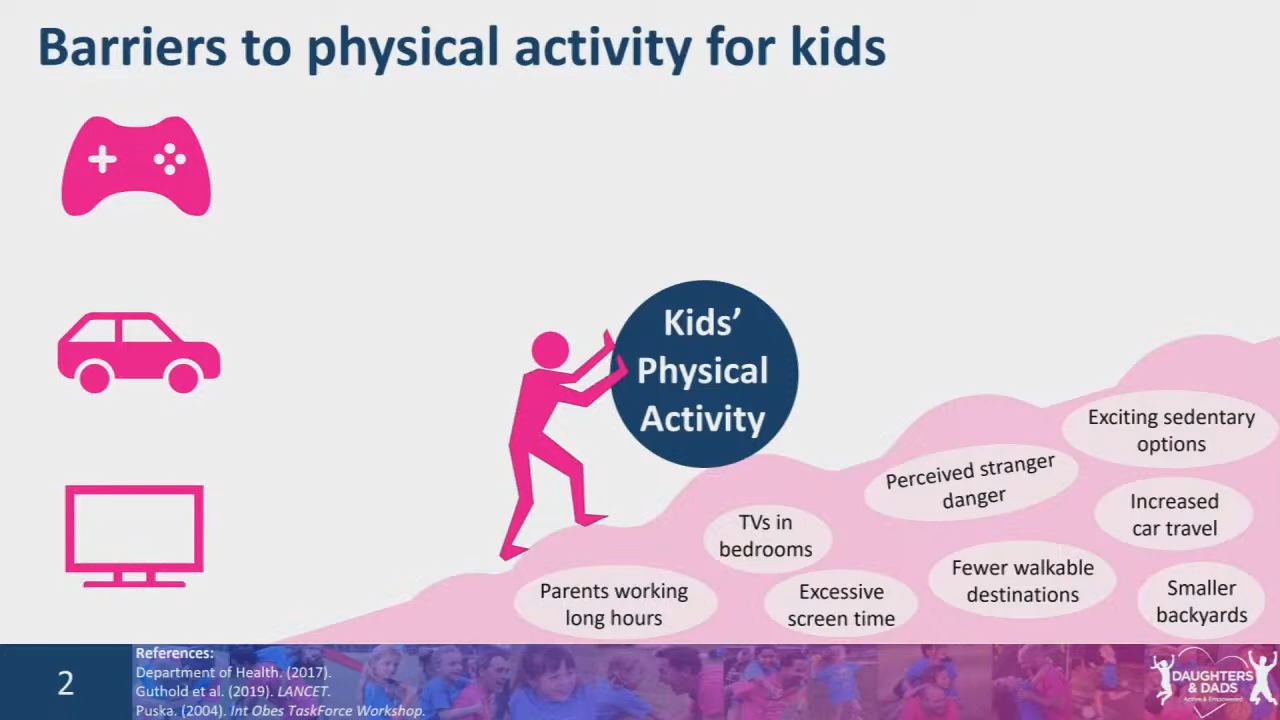 Barriers to physical activity for kids
Kids’
Physical
Activity
Exciting sedentary
options
Perceived stranger
danger
Increased
car travel
TVs in
bedrooms
Fewer walkable
destinations
Parents working
long hours
Excessive
screen time
Smaller
backyards
2
References:
Department of Health. (2017).
Guthold et al. (2019). LANCET.
Puska. (2004). Int Obes TaskForce Workshop.
DAUGHTERS
& DADS
Active & Empowered